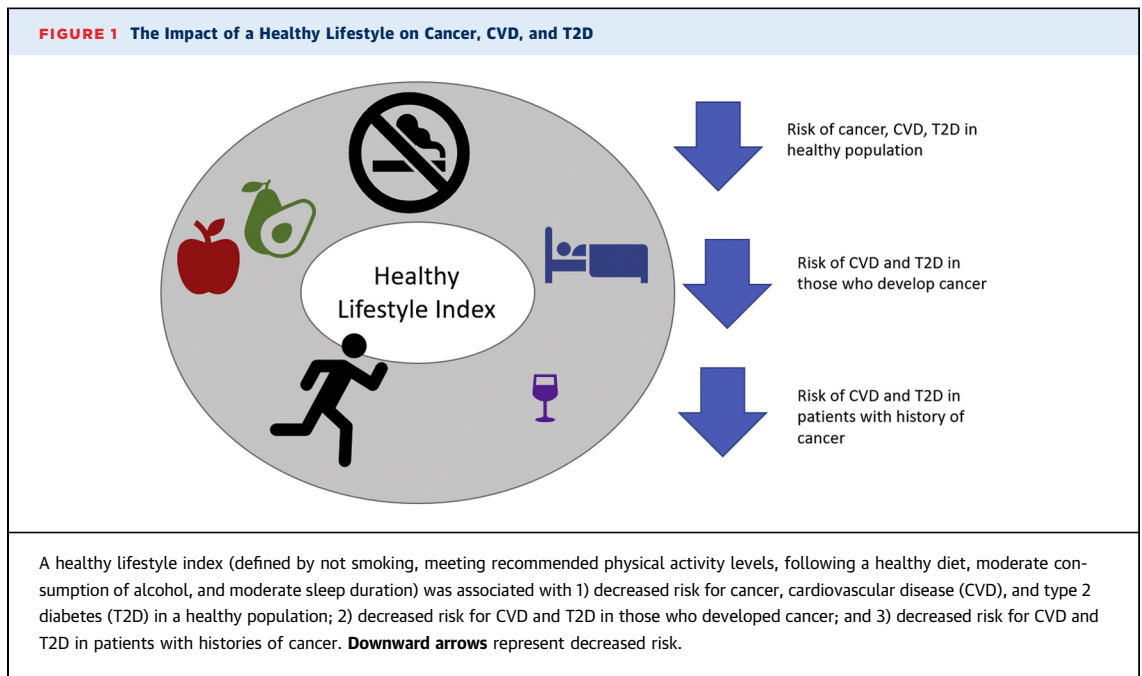 FIGURE 1 The Impact of a Healthy Lifestyle on Cancer, CVD, and T2D
Healthy
Lifestyle Index
Risk of cancer, CVD, T2D in
healthy population
Risk of CVD and T2D in
those who develop cancer
Risk of CVD and T2D in
patients with history of
cancer
A healthy lifestyle index (defined by not smoking, meeting recommended physical activity levels, following a healthy diet, moderate con-
sumption of alcohol, and moderate sleep duration) was associated with 1) decreased risk for cancer, cardiovascular disease (CVD), and type 2
diabetes (T2D) in a healthy population; 2) decreased risk for CVD and T2D in those who developed cancer; and 3) decreased risk for CVD and
T2D in patients with histories of cancer. Downward arrows represent decreased risk.